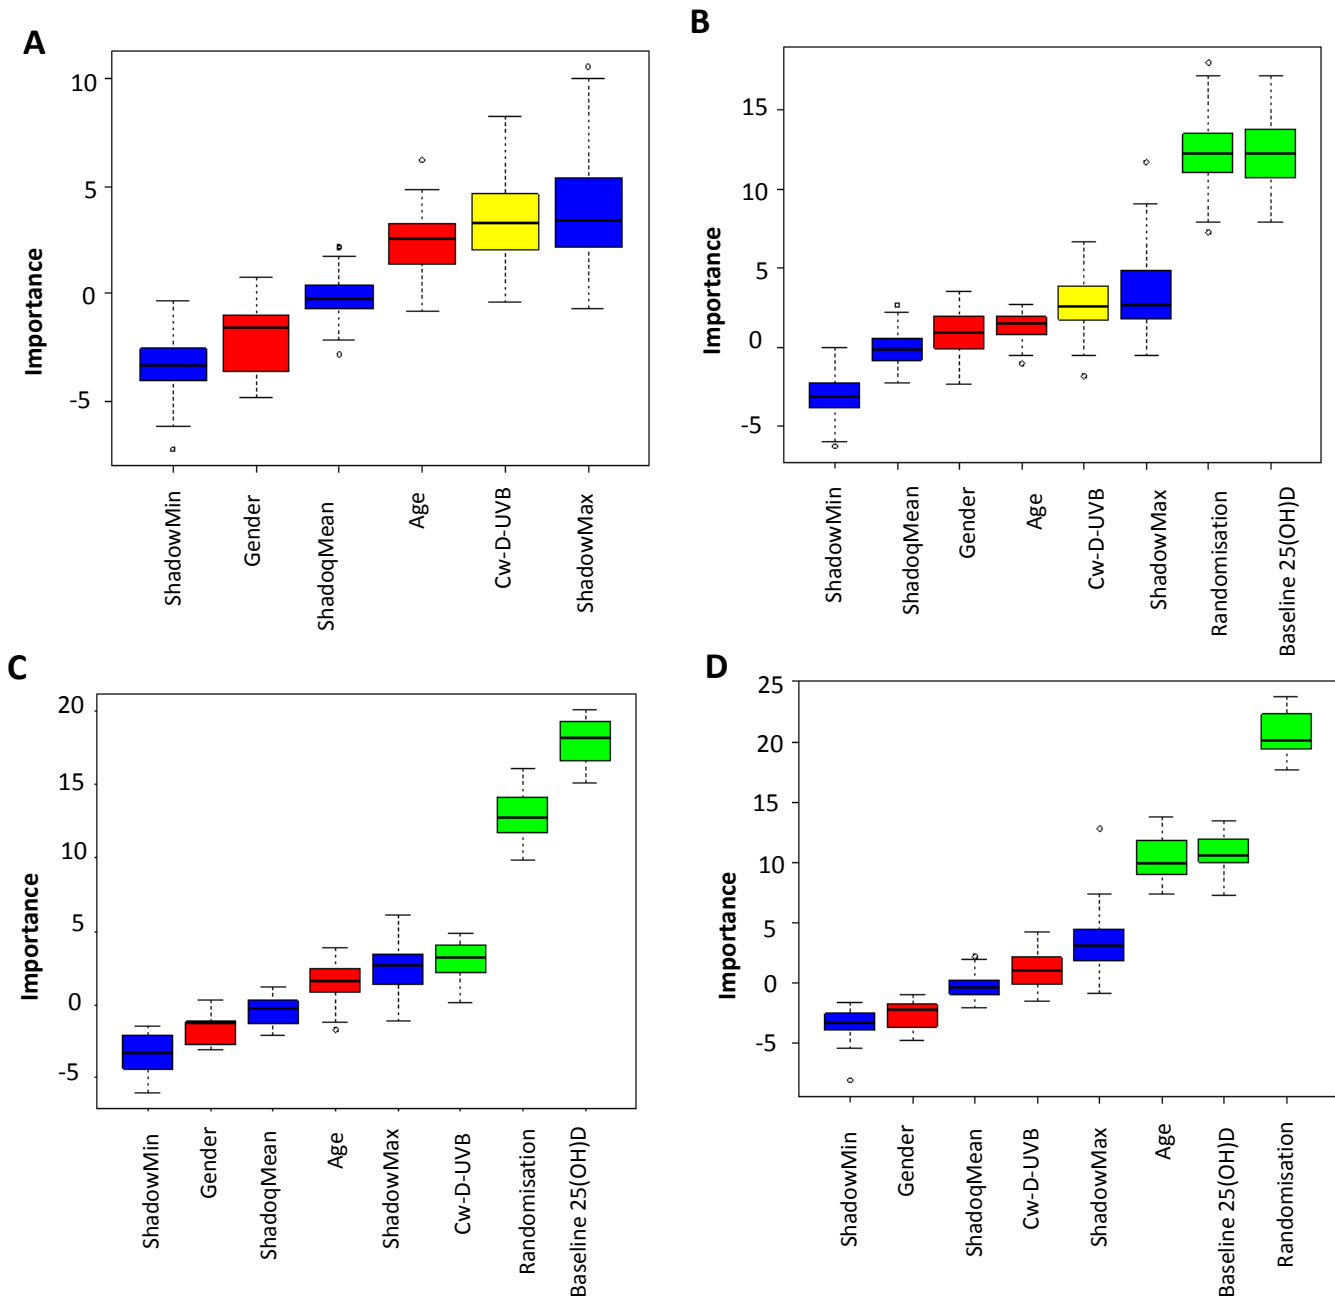 A
10
5
0
-5
Importance
ShadowMin
Gender
ShadoqMean
Age
Cw-D-UVB
ShadowMax
B
15
10
5
0
-5
Importance
ShadowMin
ShadoqMean
Gender
Age
Cw-D-UVB
ShadowMax
Randomisation
Baseline 25(OH)D
C
20
15
10
5
0
-5
Importance
ShadowMin
Gender
ShadoqMean
Age
ShadowMax
Cw-D-UVB
Randomisation
Baseline 25(OH)D
D
25
20
15
10
5
0
-5
Importance
ShadowMin
Gender
ShadoqMean
Cw-D-UVB
ShadowMax
Age
Baseline 25(OH)D
Randomisation